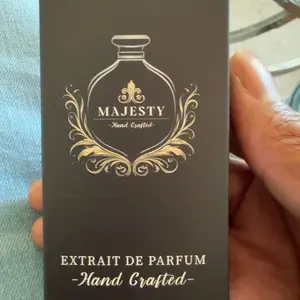 MAJESTY
-Hand Crafted-
EXTRAIT DE PARFUM
-Hand Crafted-